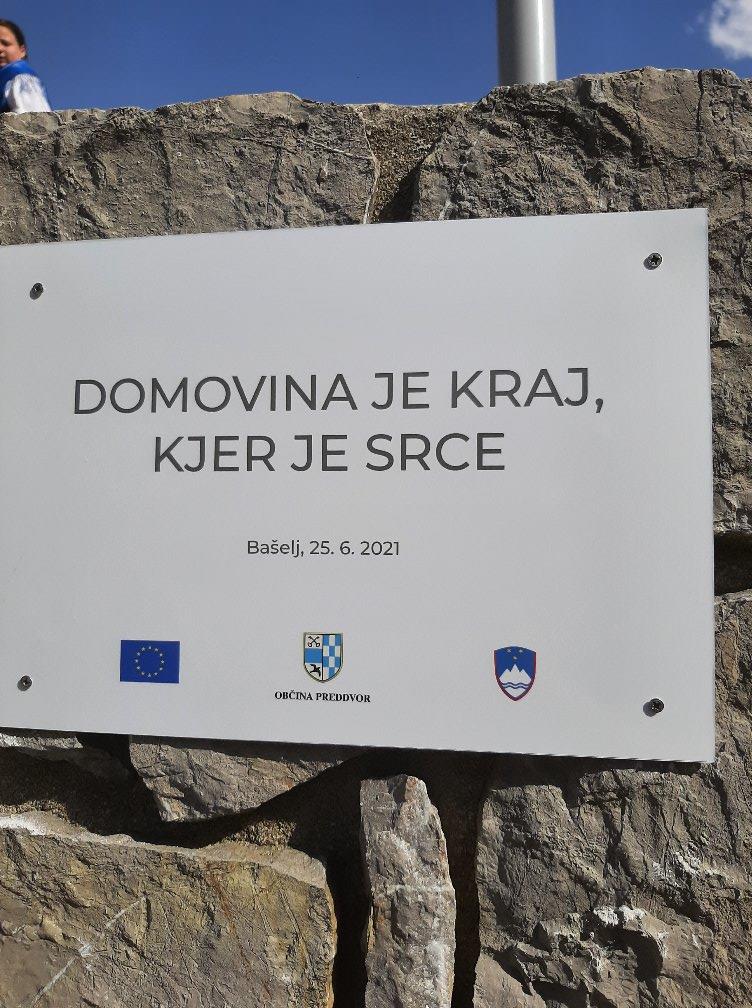 DOMOVINA JE KRAJ,
KJER JE SRCE
Bašelj, 25. 6. 2021
OBČINA PREDDVOR